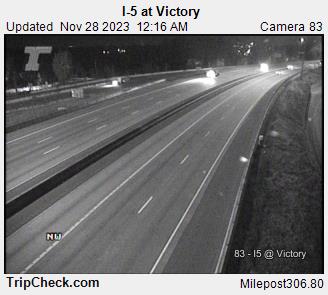 I-5 at Victory
Updated Nov 28 2023 12:16 AM Camera 83
NW
83 - I5 @ Victory
TripCheck.com Milepost306.80